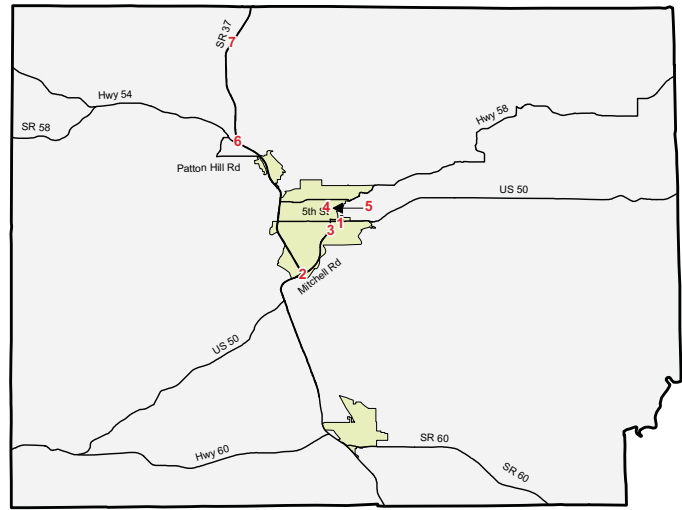 SR 37
7
Hwy 54
Hwy 58
SR 58
6
Patton Hill Rd
US 50
4
5
5th St
1
3
2
Mitchell Rd
US 50
SR 60
Hwy 60
SR 60